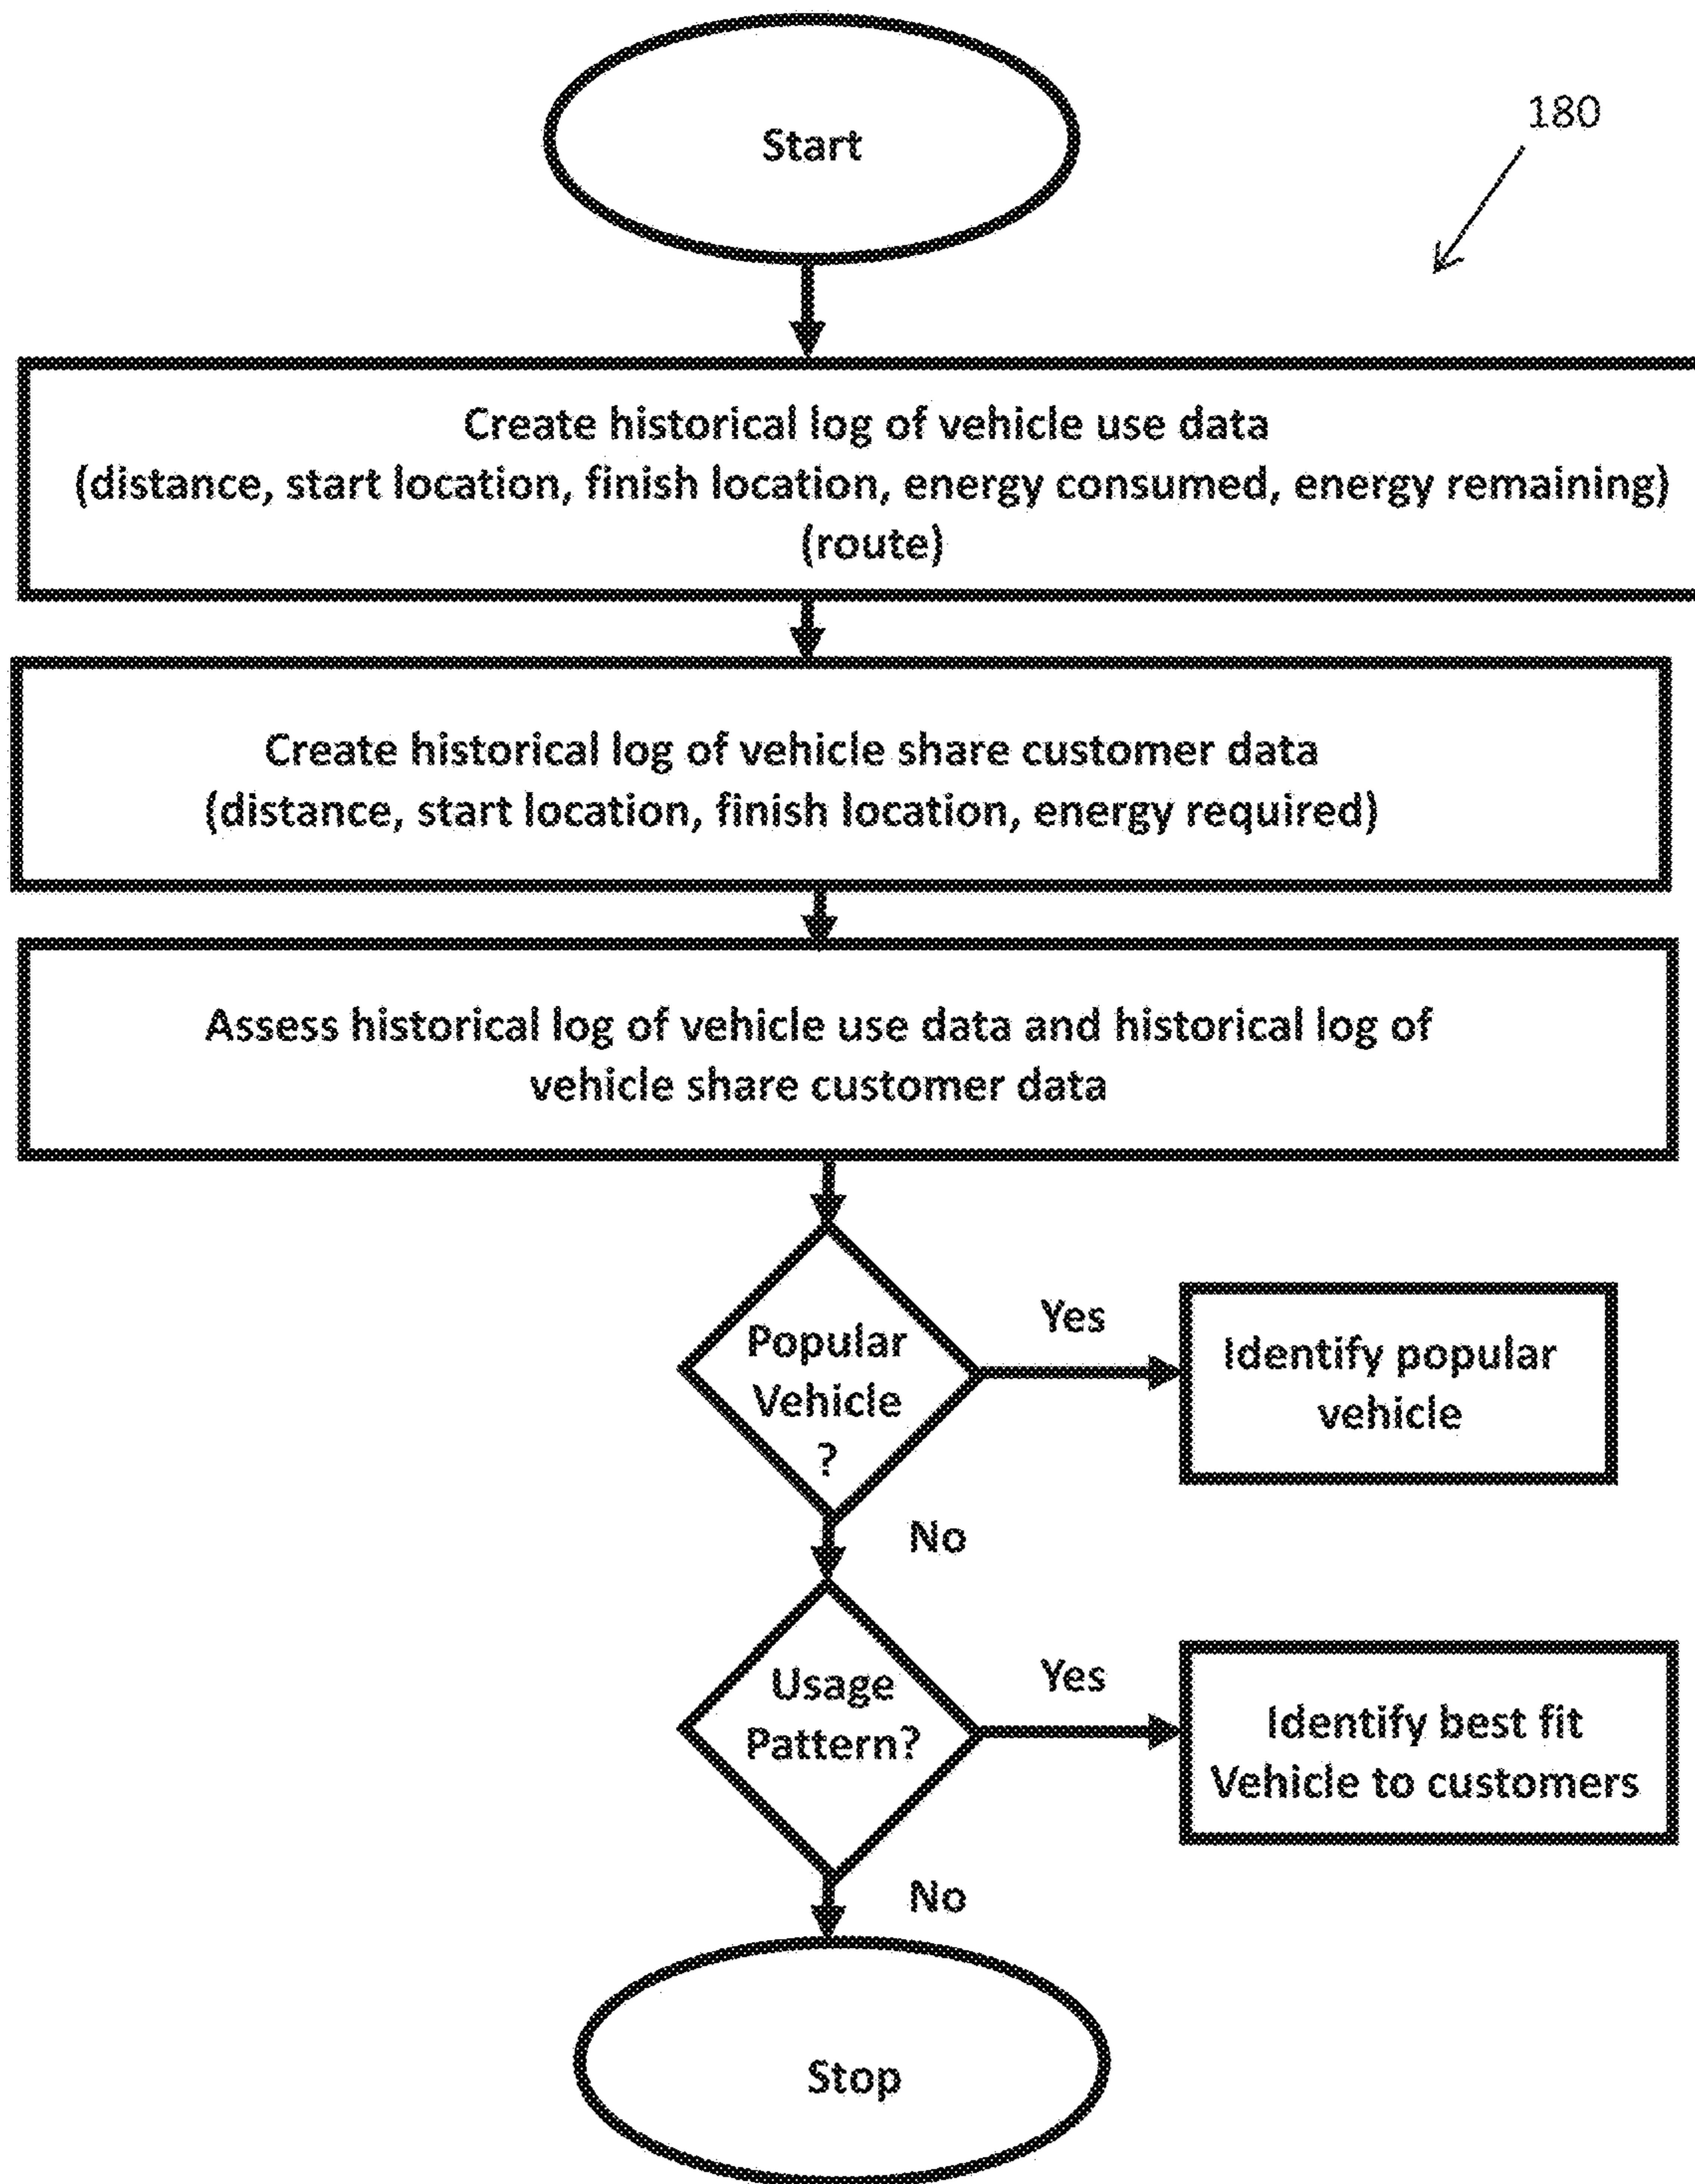 Start
180
Create historical log of vehicle use data
(distance, start location, finish location, energy consumed, energy remaining)
(route)
Create historical log of vehicle share customer data
(distance, start location, finish location, energy required)
Assess historical log of vehicle use data and historical log of
vehicle share customer data
Popular
Vehicle
?
Yes
Identify popular
vehicle
No
Usage
Pattern?
Yes
Identify best fit
Vehicle to customers
No
Stop